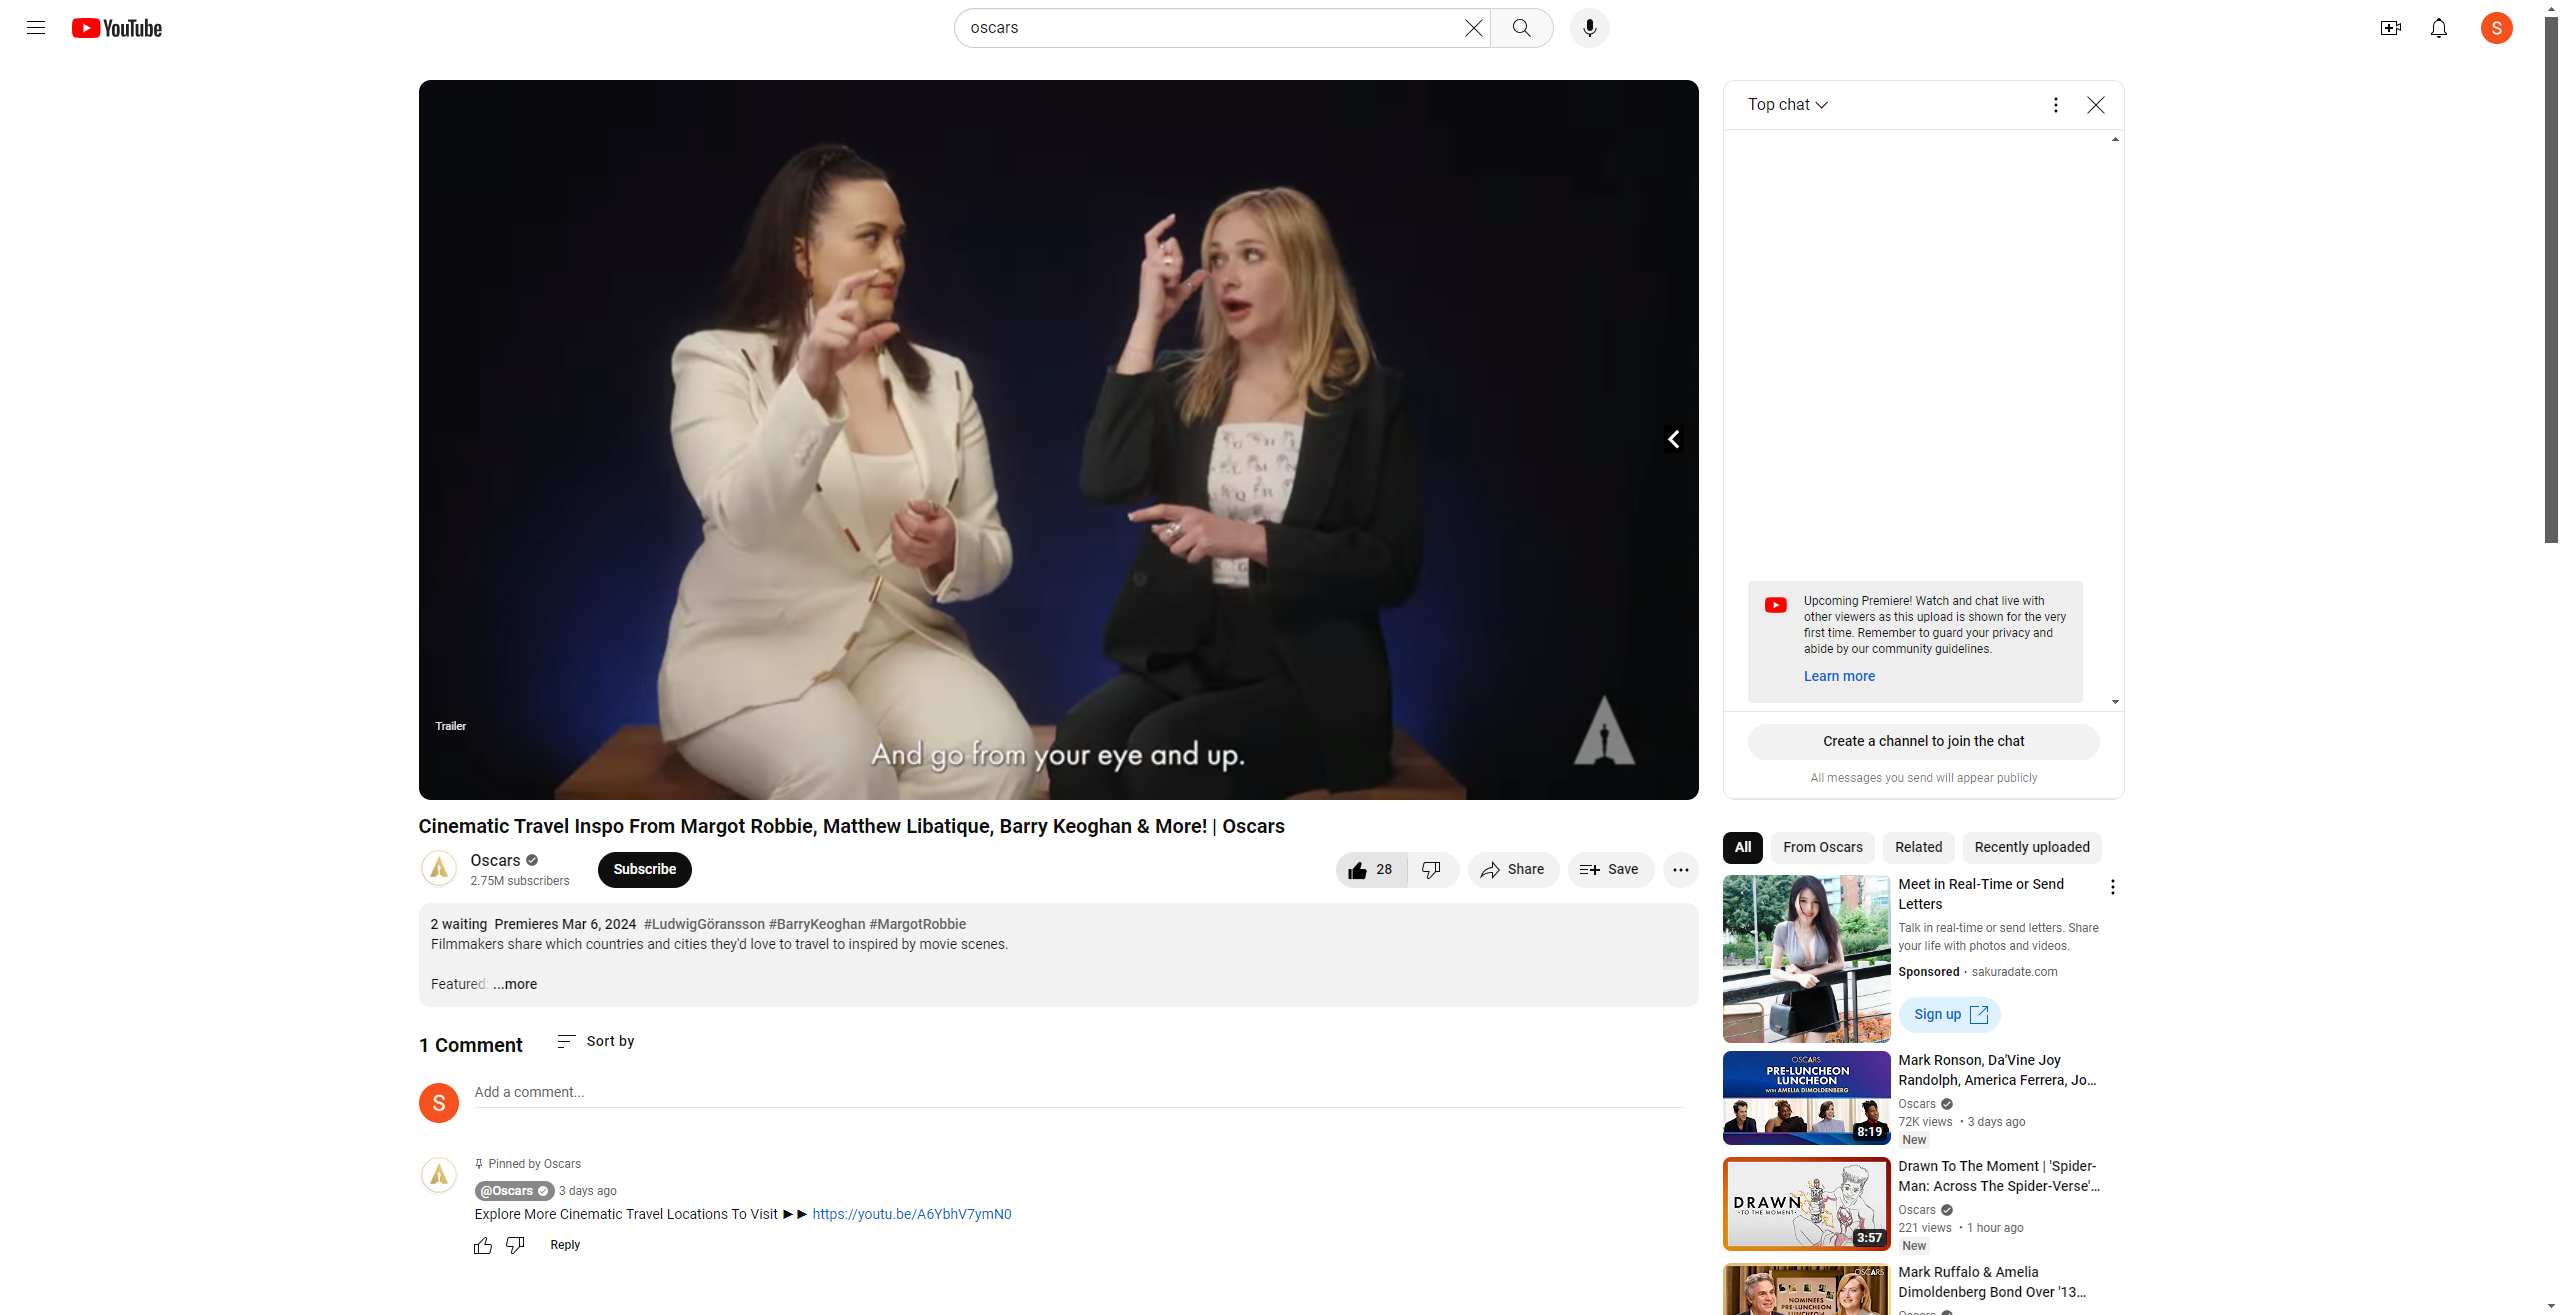 YouTube
oscars
S
Top chat
And go from your eye and up.
Trailer
Upcoming Premiere! Watch and chat live with
other viewers as this upload is shown for the very
first time. Remember to guard your privacy and
abide by our community guidelines.
Learn more
Create a channel to join the chat
All messages you send will appear publicly
Cinematic Travel Inspo From Margot Robbie, Matthew Libatique, Barry Keoghan & More! | Oscars
Oscars
2.75M subscribers
Subscribe
28
Share
Save
2 waiting Premieres Mar 6, 2024 #LudwigGöransson #BarryKeoghan #MargotRobbie
Filmmakers share which countries and cities they'd love to travel to inspired by movie scenes.
Featured: ...more
1 Comment
Sort by
S
Add a comment...
Pinned by Oscars
@Oscars 3 days ago
Explore More Cinematic Travel Locations To Visit ►► https://youtu.be/A6YbhV7ymN0
Reply
All
From Oscars
Related
Recently uploaded
Meet in Real-Time or Send
Letters
Talk in real-time or send letters. Share
your life with photos and videos.
Sponsored · sakuradate.com
Sign up
OSCARS
PRE-LUNCHEON
LUNCHEON
WITH AMELIA DIMOLDENBERG
8:19
Mark Ronson, Da'Vine Joy
Randolph, America Ferrera, Jo...
Oscars
72K views • 3 days ago
New
DRAWN
·TO THE MOMENT·
3:57
Drawn To The Moment | 'Spider-
Man: Across The Spider-Verse'...
Oscars
221 views • 1 hour ago
New
OSCARS
NOMINEES
PRE-LUNCHEON
Mark Ruffalo & Amelia
Dimoldenberg Bond Over '13...
Oscars